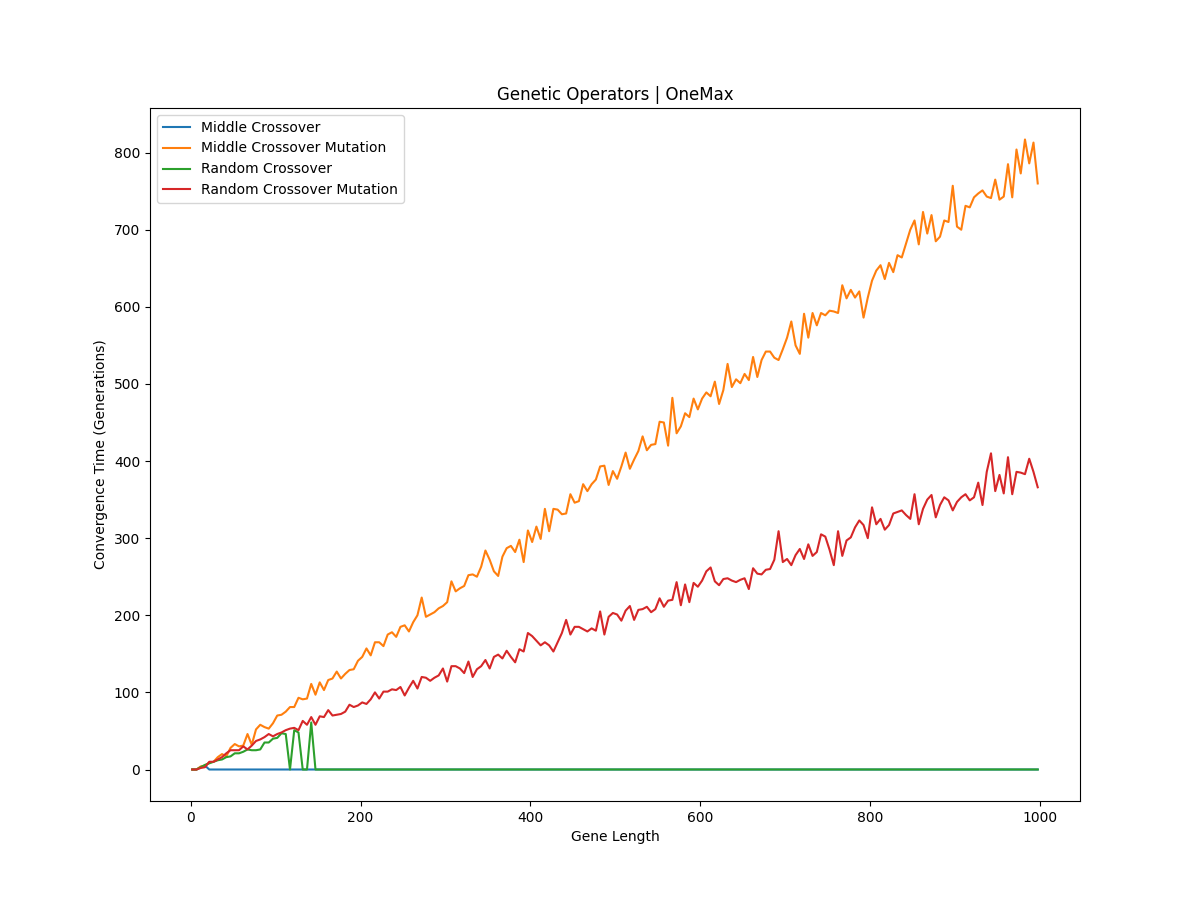 Genetic Operators | OneMax
Middle Crossover
Middle Crossover Mutation
Random Crossover
Random Crossover Mutation
Convergence Time (Generations)
800
700
600
500
400
300
200
100
0
0 200 400 600 800 1000
Gene Length